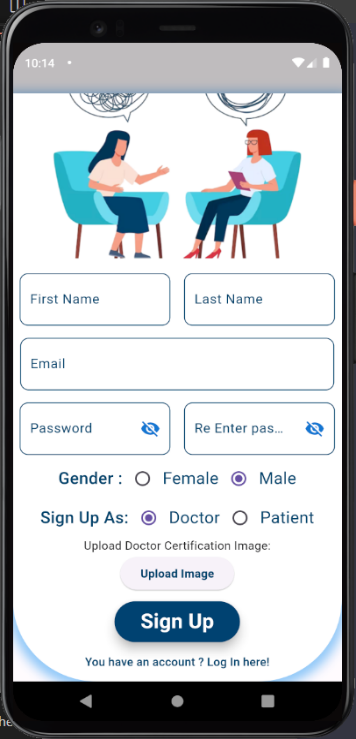 10:14
First Name Last Name
Email
Password Re Enter pas...
Gender : Female Male
Sign Up As: Doctor Patient
Upload Doctor Certification Image:
Upload Image
Sign Up
You have an account ? Log In here!
he